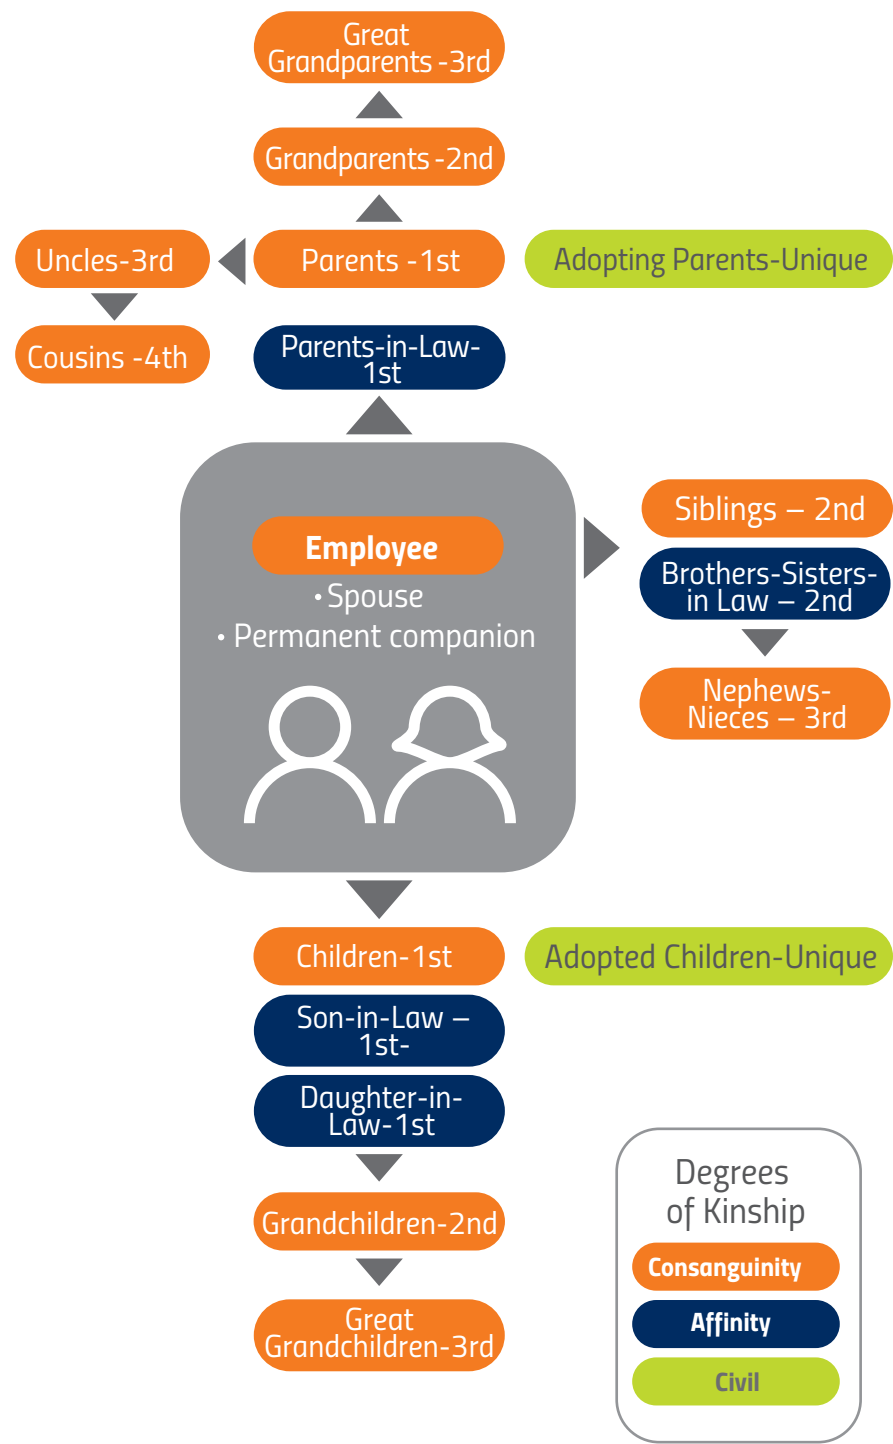 Great
Grandparents -3rd
Grandparents -2nd
Uncles-3rd
Parents -1st
Adopting Parents-Unique
Cousins -4th
Parents-in-Law-
1st
Employee
• Spouse
• Permanent companion
Siblings – 2nd
Brothers-Sisters-
in Law – 2nd
Nephews-
Nieces – 3rd
Children-1st
Adopted Children-Unique
Son-in-Law –
1st-
Daughter-in-
Law-1st
Grandchildren-2nd
Great
Grandchildren-3rd
Degrees
of Kinship
Consanguinity
Affinity
Civil